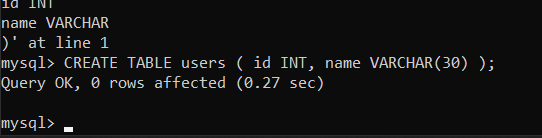 id INT
name VARCHAR
)' at line 1
mysql> CREATE TABLE users ( id INT, name VARCHAR(30) );
Query OK, 0 rows affected (0.27 sec)
mysql>